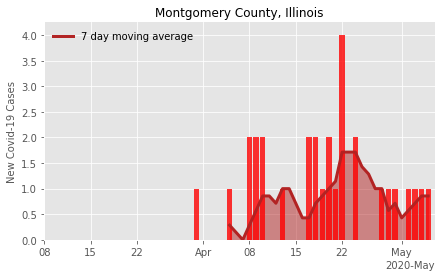 Montgomery County, Illinois
7 day moving average
New Covid-19 Cases
4.0
3.5
3.0
2.5
2.0
1.5
1.0
0.5
0.0
08 15 22 Apr 08 15 22 May
2020-May